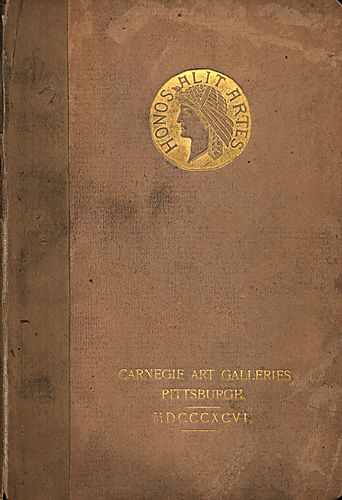 HONOS ALIT ARTES
CARNEGIE ART GALLERIES
PITTSBURGH.
MDCCCXCVI.